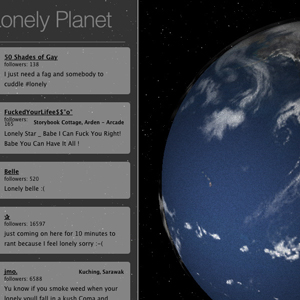 Lonely Planet
50 Shades of Gay
followers: 118
I just need a fag and somebody to
cuddle #lonely
FuckedYourLifee$$'o"
followers:
365
Storybook Cottage, Arden - Arcade
Lonely Star _ Babe I Can Fuck You Right!
Babe You Can Have It All !
Belle
followers: 520
Lonely belle :(
followers: 16597
just coming on here for 10 minutes to
rant because I feel lonely sorry :-(
jmo.
Kuching, Sarawak
followers: 6588
Yu know if you smoke weed when your
lonely youll fall in a kush Coma and